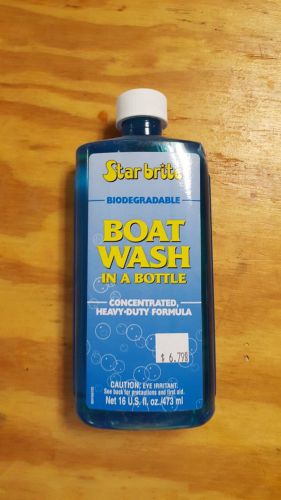 Star brite
BIODEGRADABLE
BOAT
WASH
IN A BOTTLE
CONCENTRATED,
HEAVY-DUTY FORMULA
$ 6.79
CAUTION: EYE IRRITANT.
See back for precautions and first aid.
Net 16 U.S. fl. oz./473 ml